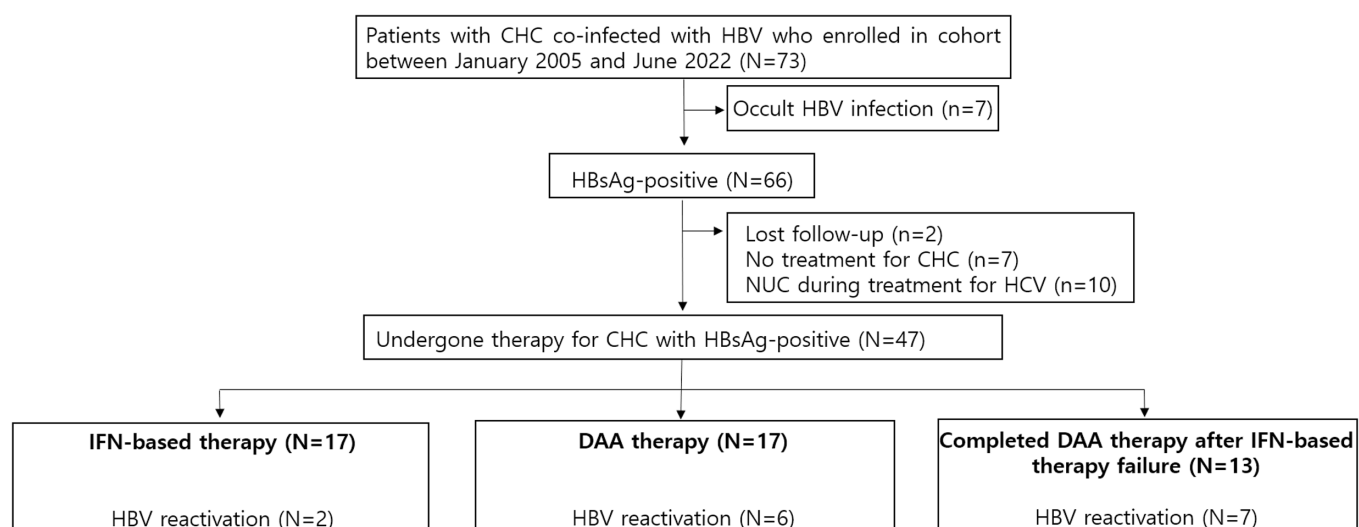 Patients with CHC co-infected with HBV who enrolled in cohort
between January 2005 and June 2022 (N=73)
Occult HBV infection (n=7)
HBsAg-positive (N=66)
Lost follow-up (n=2)
No treatment for CHC (n=7)
NUC during treatment for HCV (n=10)
Undergone therapy for CHC with HBsAg-positive (N=47)
IFN-based therapy (N=17)
HBV reactivation (N=2)
DAA therapy (N=17)
HBV reactivation (N=6)
Completed DAA therapy after IFN-based
therapy failure (N=13)
HBV reactivation (N=7)